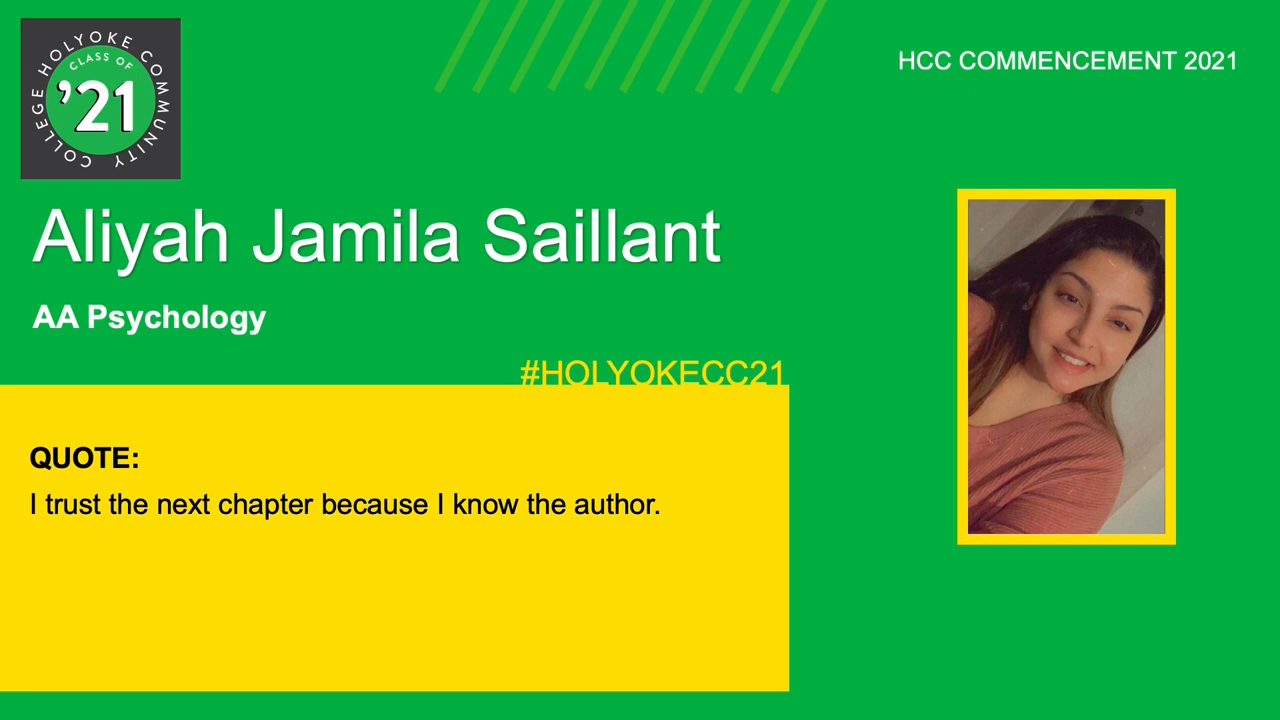 HOLYOKE COMMUNITY COLLEGE
CLASS OF
’21
HCC COMMENCEMENT 2021
Aliyah Jamila Saillant
AA Psychology
#HOLYOKECC21
QUOTE:
I trust the next chapter because I know the author.